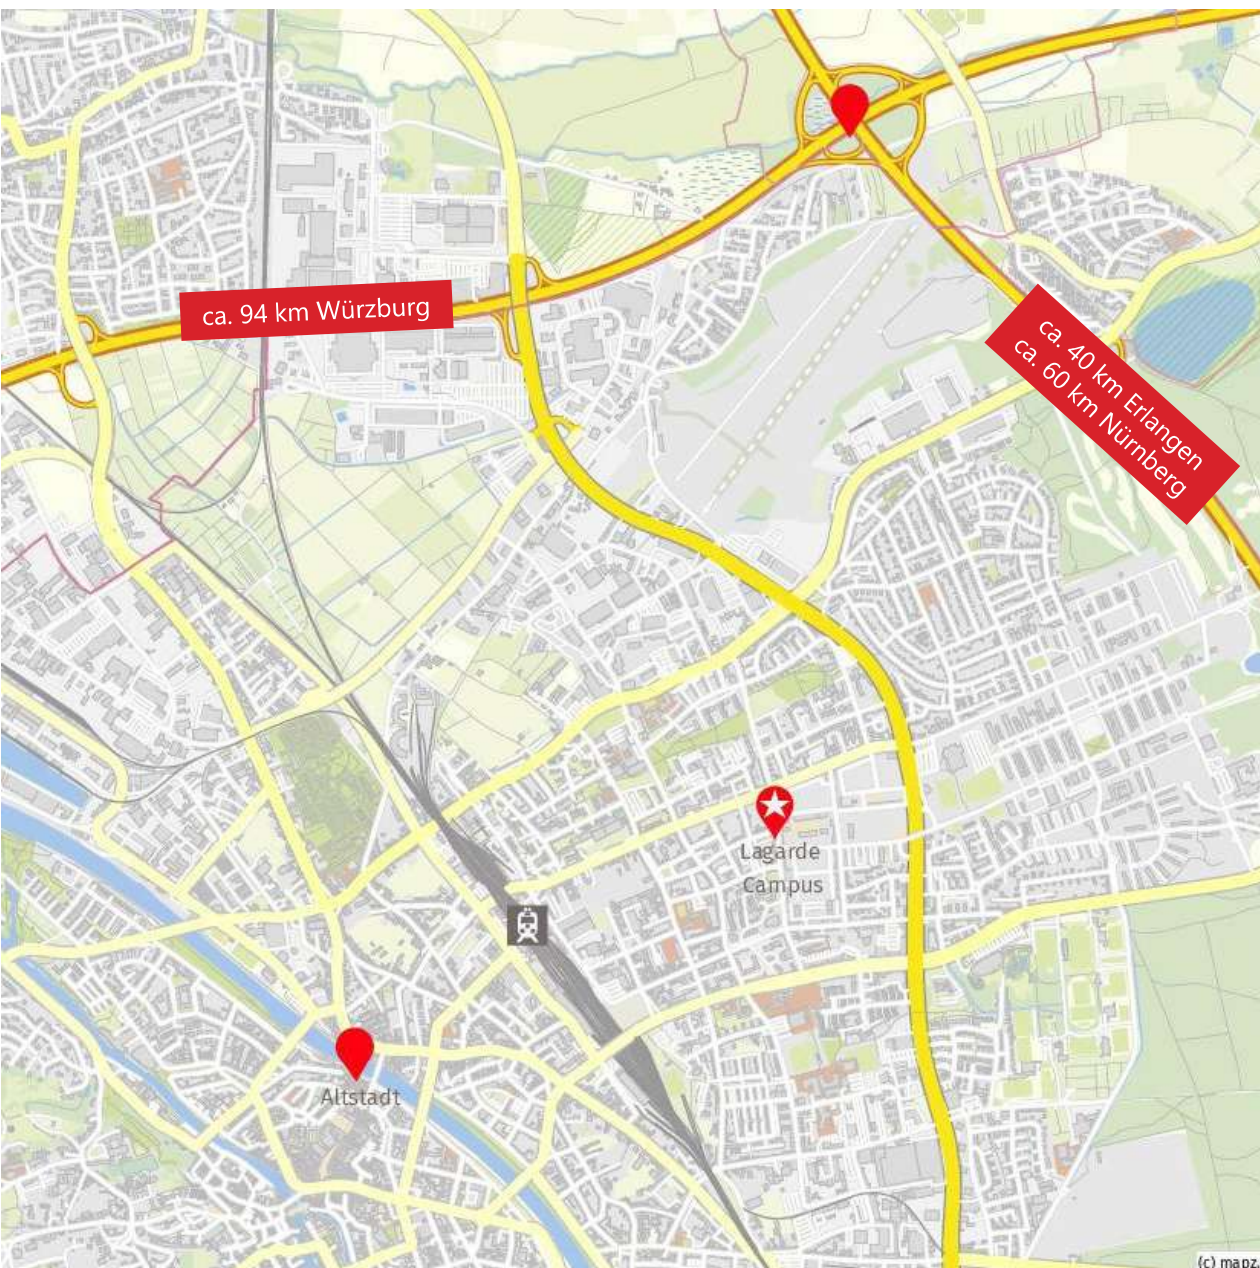 ca. 94 km Würzburg
ca. 40 km Erlangen
ca. 60 km Nürnberg
Lagarde
Campus
Altstadt
(c) mapz